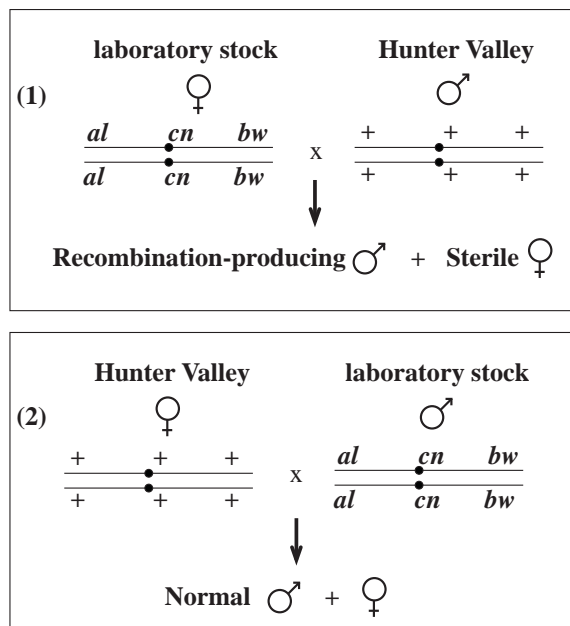 laboratory stock Hunter Valley
♀ ♂
(1)
al cn bw + + +
x
al cn bw + + +
Recombination-producing ♂ + Sterile ♀
Hunter Valley laboratory stock
♀ ♂
(2)
+ + + al cn bw
x
+ + + al cn bw
Normal ♂ + ♀